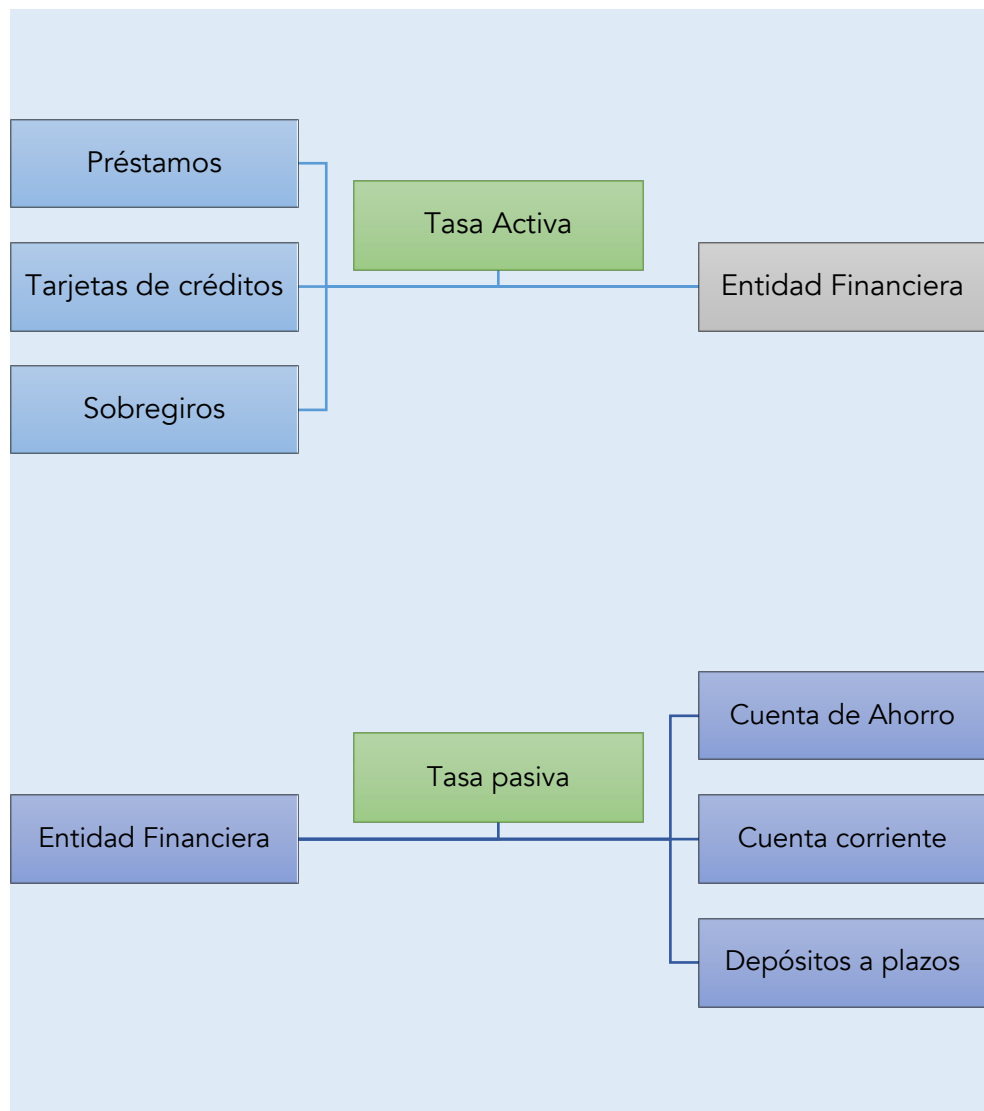 Préstamos
Tasa Activa
Tarjetas de créditos
Entidad Financiera
Sobregiros
Cuenta de Ahorro
Tasa pasiva
Entidad Financiera
Cuenta corriente
Depósitos a plazos